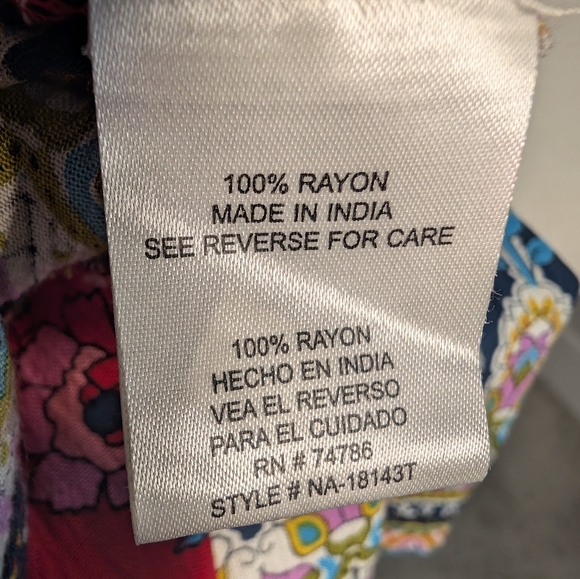 100% RAYON
MADE IN INDIA
SEE REVERSE FOR CARE
100% RAYON
HECHO EN INDIA
VEA EL REVERSO
PARA EL CUIDADO
RN # 74786
STYLE # NA-18143T